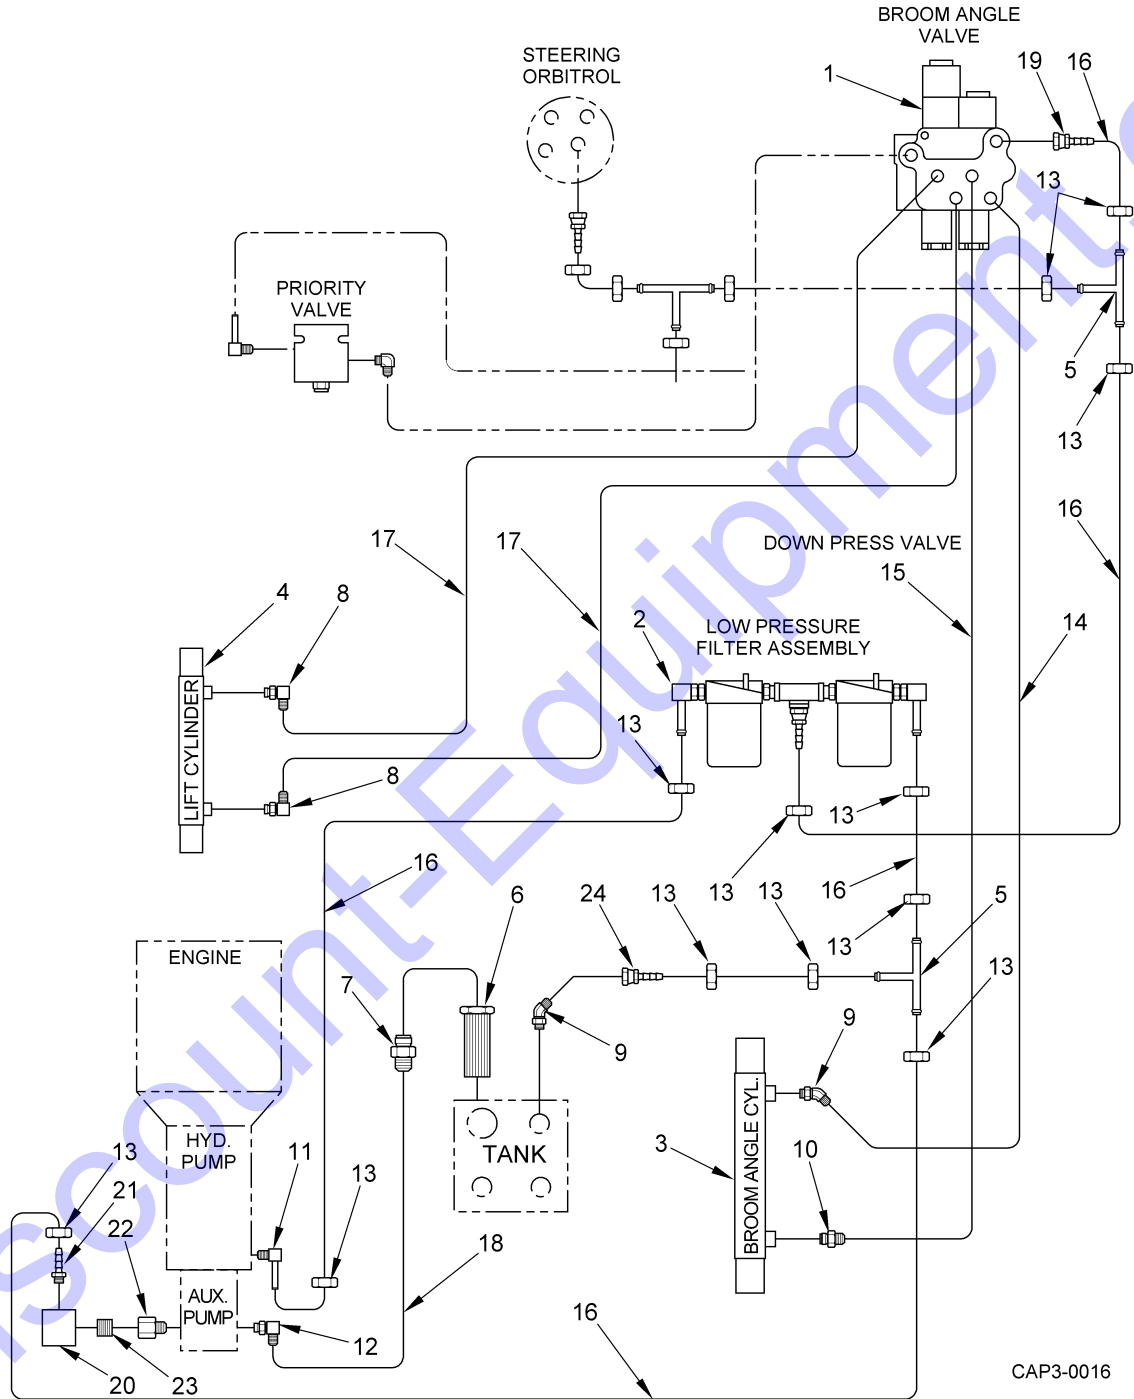 BROOM ANGLE
VALVE
STEERING
ORBITROL
1
19
16
13
PRIORITY
VALVE
5
13
16
17
17
DOWN PRESS VALVE
15
4
8
2
LOW PRESSURE
FILTER ASSEMBLY
14
13
LIFT CYLINDER
8
13
16
6
24
13
13
13
16
5
ENGINE
13
7
13
9
9
HYD.
PUMP
13
11
13
TANK
3
10
BROOM ANGLE CYL.
21
22
18
AUX.
PUMP
16
12
20
23
CAP3-0016
iscount-Equipment.c